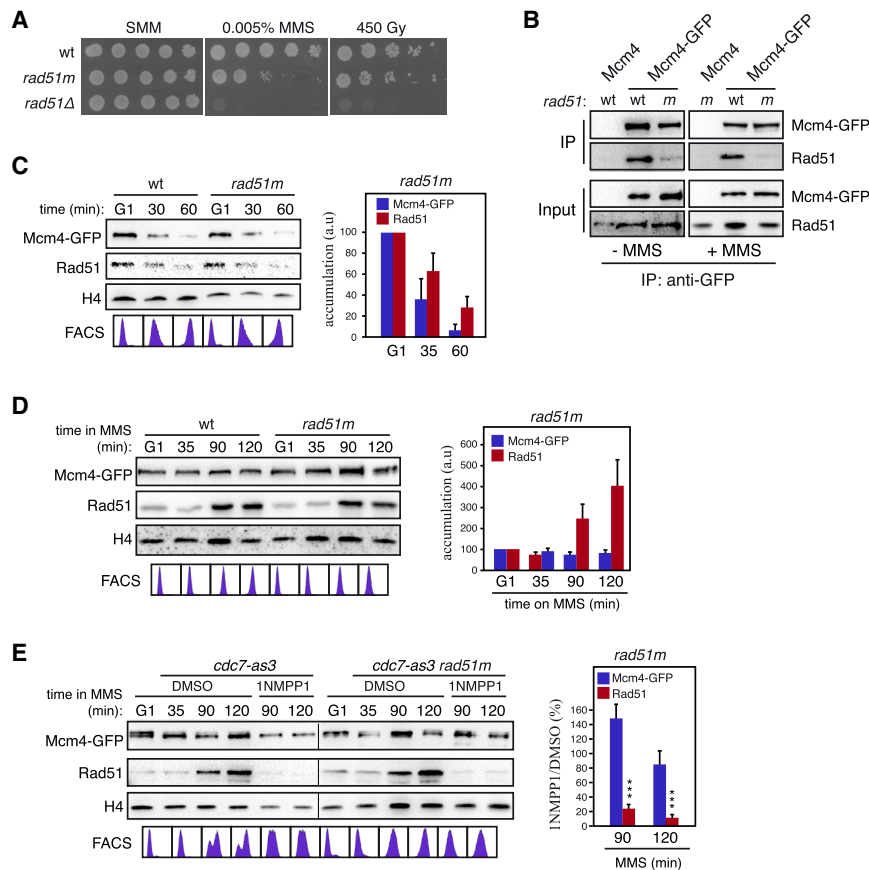 A
SMM 0.005% MMS 450 Gy
wt
rad51m
rad51Δ
B
Mcm4 Mcm4-GFP Mcm4 Mcm4-GFP
rad51: wt wt m m wt m
IP
Mcm4-GFP
Rad51
Input
Mcm4-GFP
Rad51
- MMS + MMS
IP: anti-GFP
C
wt rad51m
time (min): G1 30 60 G1 30 60
Mcm4-GFP
Rad51
H4
FACS
rad51m
Mcm4-GFP
Rad51
accumulation (a.u)
100
80
60
40
20
0
G1 35 60
D
time in MMS wt rad51m
(min): G1 35 90 120 G1 35 90 120
Mcm4-GFP
Rad51
H4
FACS
rad51m
Mcm4-GFP
Rad51
accumulation (a.u)
600
500
400
300
200
100
0
G1 35 90 120
time on MMS (min)
E
cdc7-as3 cdc7-as3 rad51m
time in MMS DMSO 1NMPP1 DMSO 1NMPP1
(min): G1 35 90 120 90 120 G1 35 90 120 90 120
Mcm4-GFP
Rad51
H4
FACS
rad51m
Mcm4-GFP
Rad51
1NMPP1/DMSO (%)
160
140
120
100
80
60
40
20
0
*** ***
90 120
MMS (min)